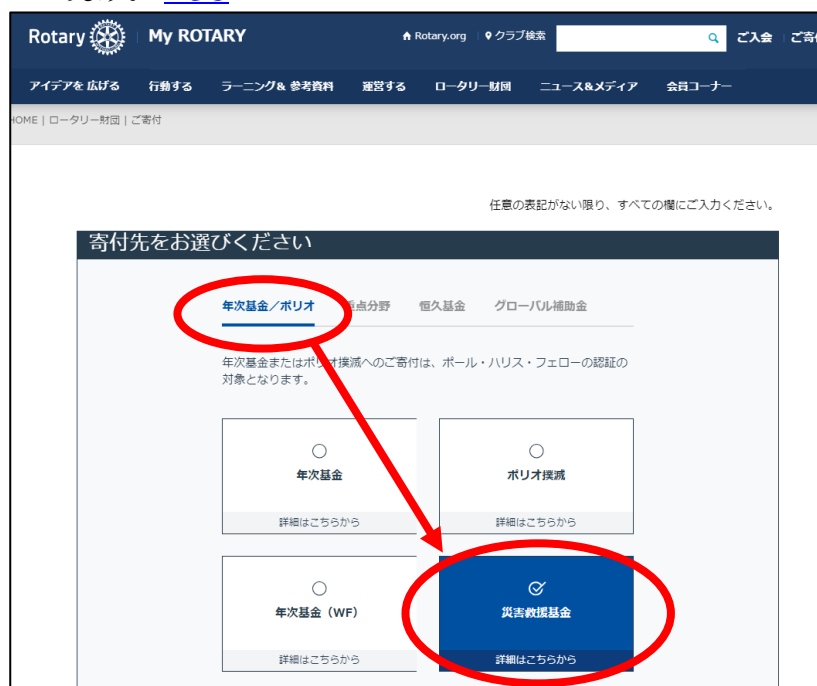 Rotary My ROTARY Rotary.org クラブ検索 ご入会 ご寄付
アイデアを 広げる 行動する ラーニング& 参考資料 運営する ロータリー財団 ニュース&メディア 会員コーナー
HOME | ロータリー財団 | ご寄付
任意の表記がない限り、すべての欄にご入力ください。
寄付先をお選びください
年次基金／ポリオ 重点分野 恒久基金 グローバル補助金
年次基金またはポリオ撲滅へのご寄付は、ポール・ハリス・フェローの認証の
対象となります。
年次基金 ポリオ撲滅
詳細はこちらから 詳細はこちらから
年次基金（WF） 災害救援基金
詳細はこちらから 詳細はこちらから